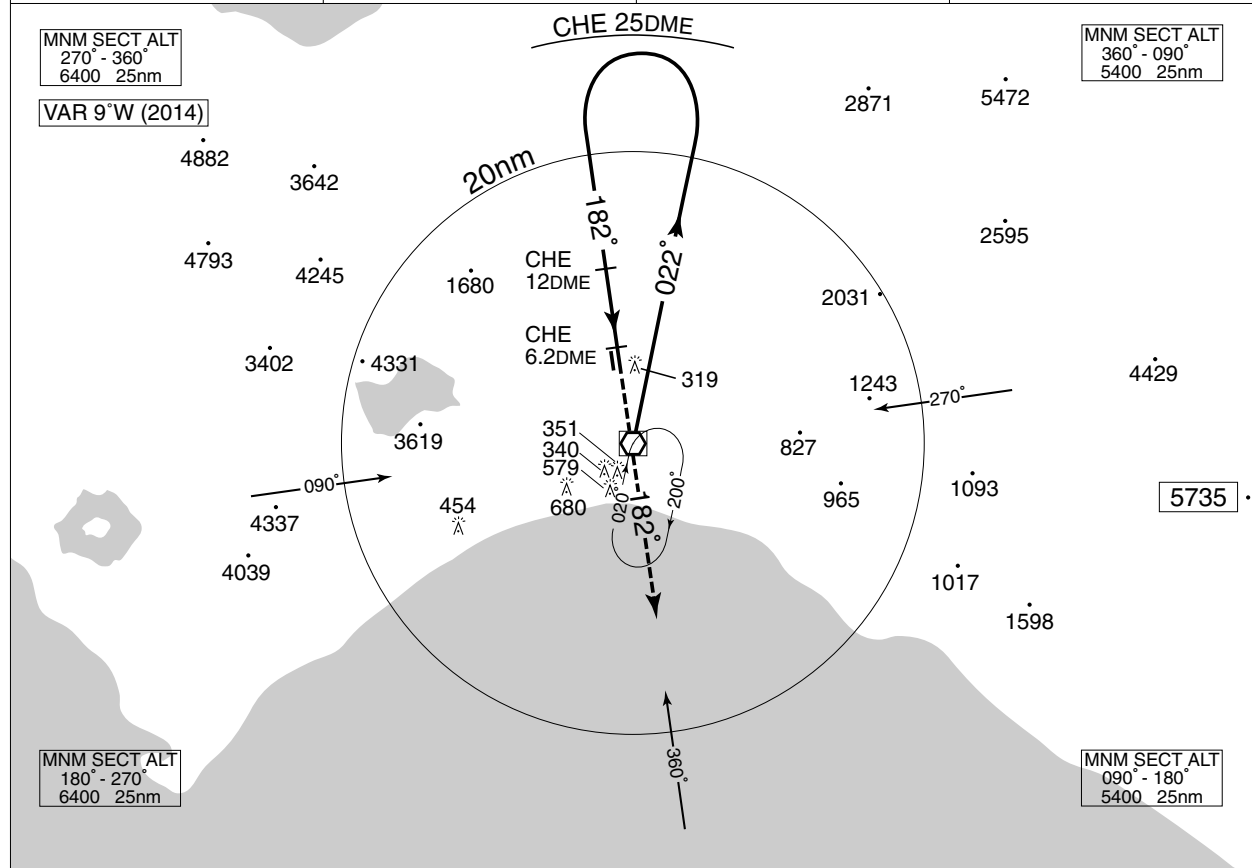 CHE 25DME
MNM SECT ALT
270° - 360°
6400 25nm
MNM SECT ALT
360° - 090°
5400 25nm
VAR 9°W (2014)
2871
5472
4882
3642
20nm
182°
022°
2595
4793
4245
1680
CHE
12DME
2031
CHE
6.2DME
3402
4331
319
4429
1243
270°
351
3619
340
827
579
090°
200°
020°
965
1093
5735
454
680
182°
4337
4039
1017
1598
360°
MNM SECT ALT
180° - 270°
6400 25nm
MNM SECT ALT
090° - 180°
5400 25nm